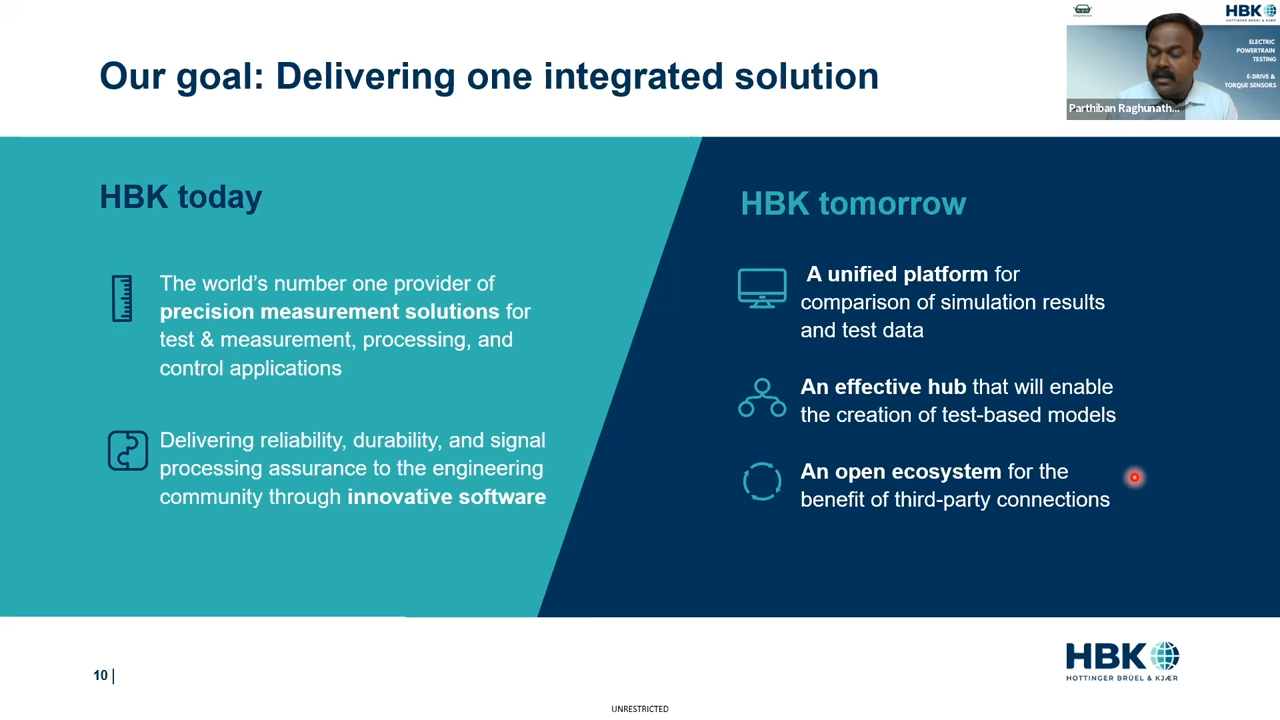 Our goal: Delivering one integrated solution
HBK
HOTTINGER BRÜEL & KJÆR
ELECTRIC
POWERTRAIN
TESTING
E-DRIVE &
TORQUE SENSORS
Parthiban Raghunath...
HBK today
The world's number one provider of
precision measurement solutions for
test & measurement, processing, and
control applications
Delivering reliability, durability, and signal
processing assurance to the engineering
community through innovative software
HBK tomorrow
A unified platform for
comparison of simulation results
and test data
An effective hub that will enable
the creation of test-based models
An open ecosystem for the
benefit of third-party connections
10 |
HBK
HOTTINGER BRÜEL & KJÆR
UNRESTRICTED